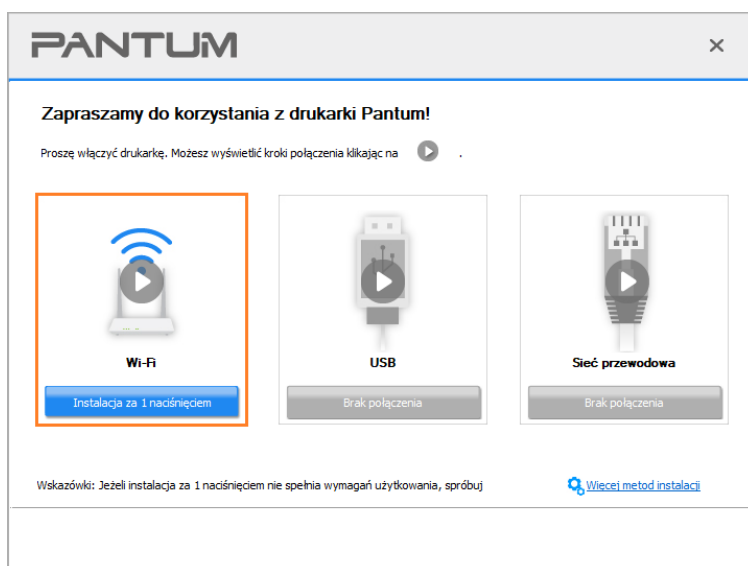 PANTUM
Zapraszamy do korzystania z drukarki Pantum!
Proszę włączyć drukarkę. Możesz wyświetlić kroki połączenia klikając na .
Wi-Fi
USB
Sieć przewodowa
Instalacja za 1 naciśnięciem
Brak połączenia
Brak połączenia
Wskazówki: Jeżeli instalacja za 1 naciśnięciem nie spełnia wymagań użytkowania, spróbuj
Więcej metod instalacji